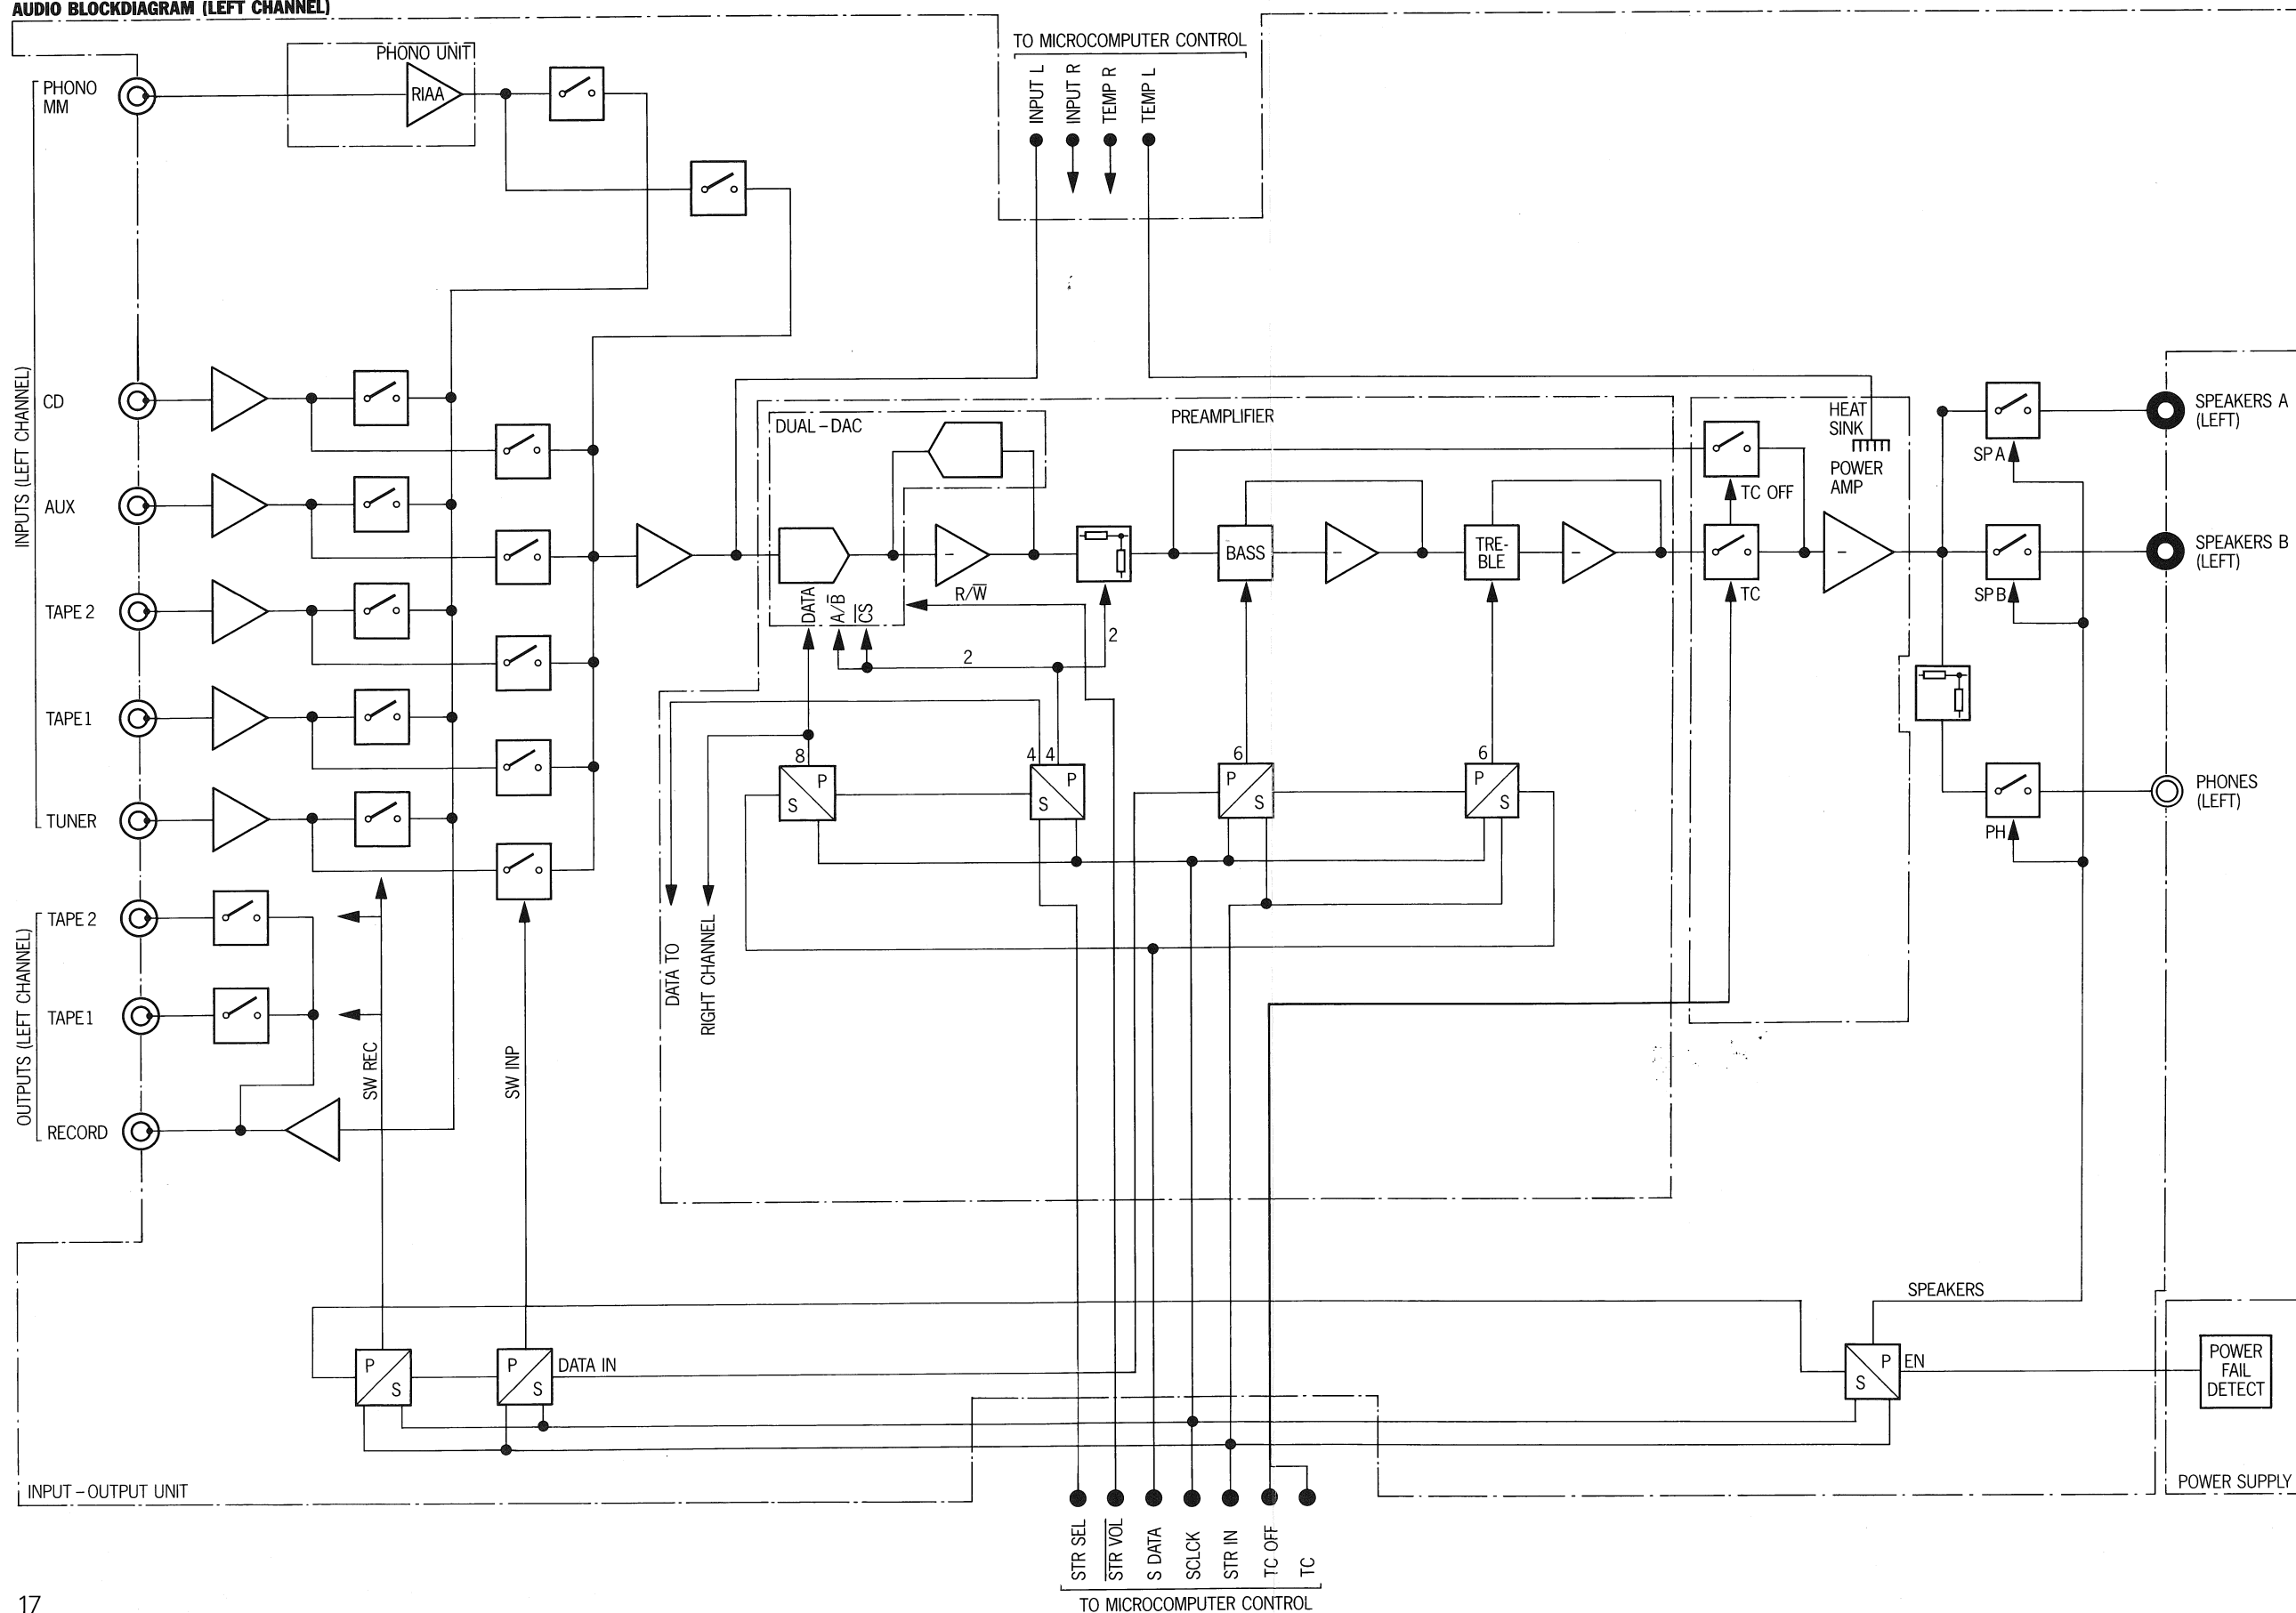 AUDIO BLOCKDIAGRAM (LEFT CHANNEL)
PHONO UNIT
RIAA
TO MICROCOMPUTER CONTROL
INPUT L
INPUT R
TEMP R
TEMP L
INPUTS (LEFT CHANNEL)
PHONO
MM
CD
AUX
TAPE 2
TAPE 1
TUNER
OUTPUTS (LEFT CHANNEL)
TAPE 2
TAPE 1
RECORD
SW REC
SW INP
PREAMPLIFIER
DUAL-DAC
DATA
A/B̅
C̅S̅
R/W̅
2
2
-
BASS
-
TRE-
BLE
-
TC OFF
TC
HEAT
SINK
POWER
AMP
-
SP A
SP B
PH
SPEAKERS A
(LEFT)
SPEAKERS B
(LEFT)
PHONES
(LEFT)
8
P
S
4 4
P
S
6
P
S
6
P
S
DATA TO
RIGHT CHANNEL
SPEAKERS
P
S
P
S
DATA IN
P
S
EN
POWER
FAIL
DETECT
INPUT-OUTPUT UNIT
POWER SUPPLY
STR SEL
S̅T̅R̅ V̅O̅L̅
S DATA
SCLCK
STR IN
TC OFF
TC
TO MICROCOMPUTER CONTROL
17